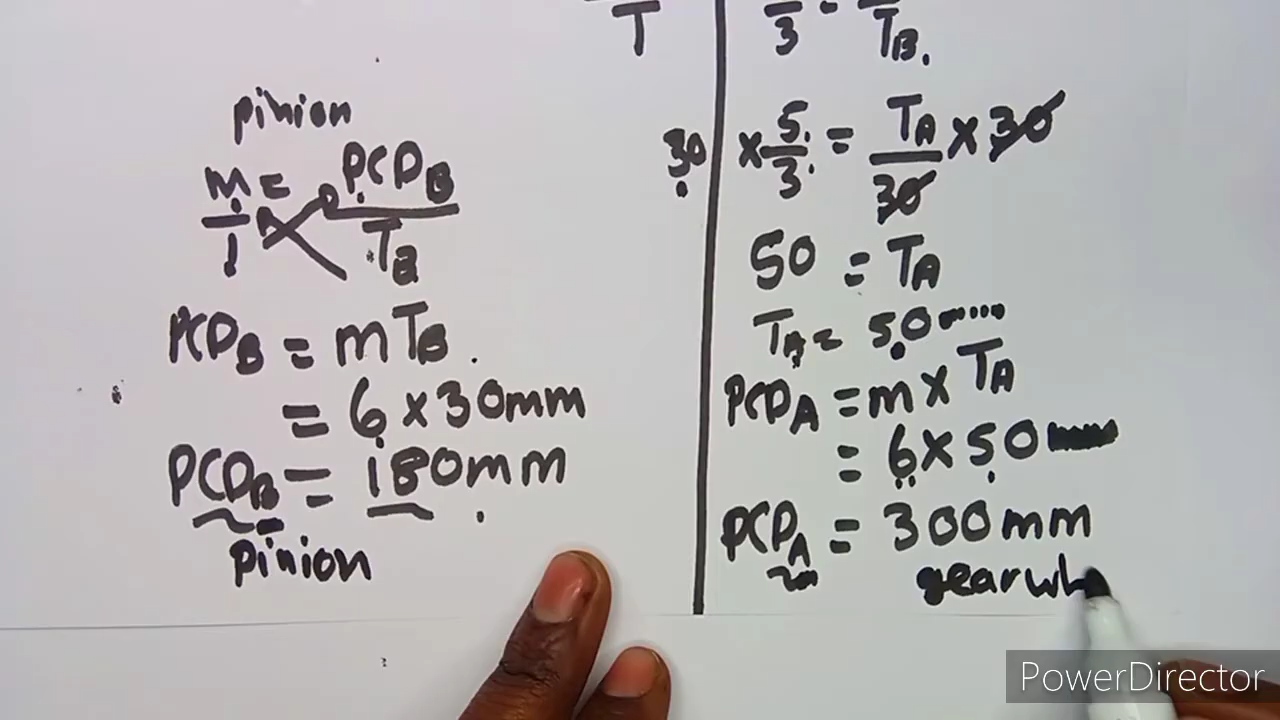 T
pinion
m = PCD_B
1 T_B
PCD_B = mT_B.
= 6 x 30mm
PCD_B = 180mm
pinion
3 T_B.
30 x 5 = T_A x 30
3 30
50 = T_A
T_A = 50
PCD_A = m x T_A
= 6 x 50
PCD_A = 300mm
gearwh
PowerDirector